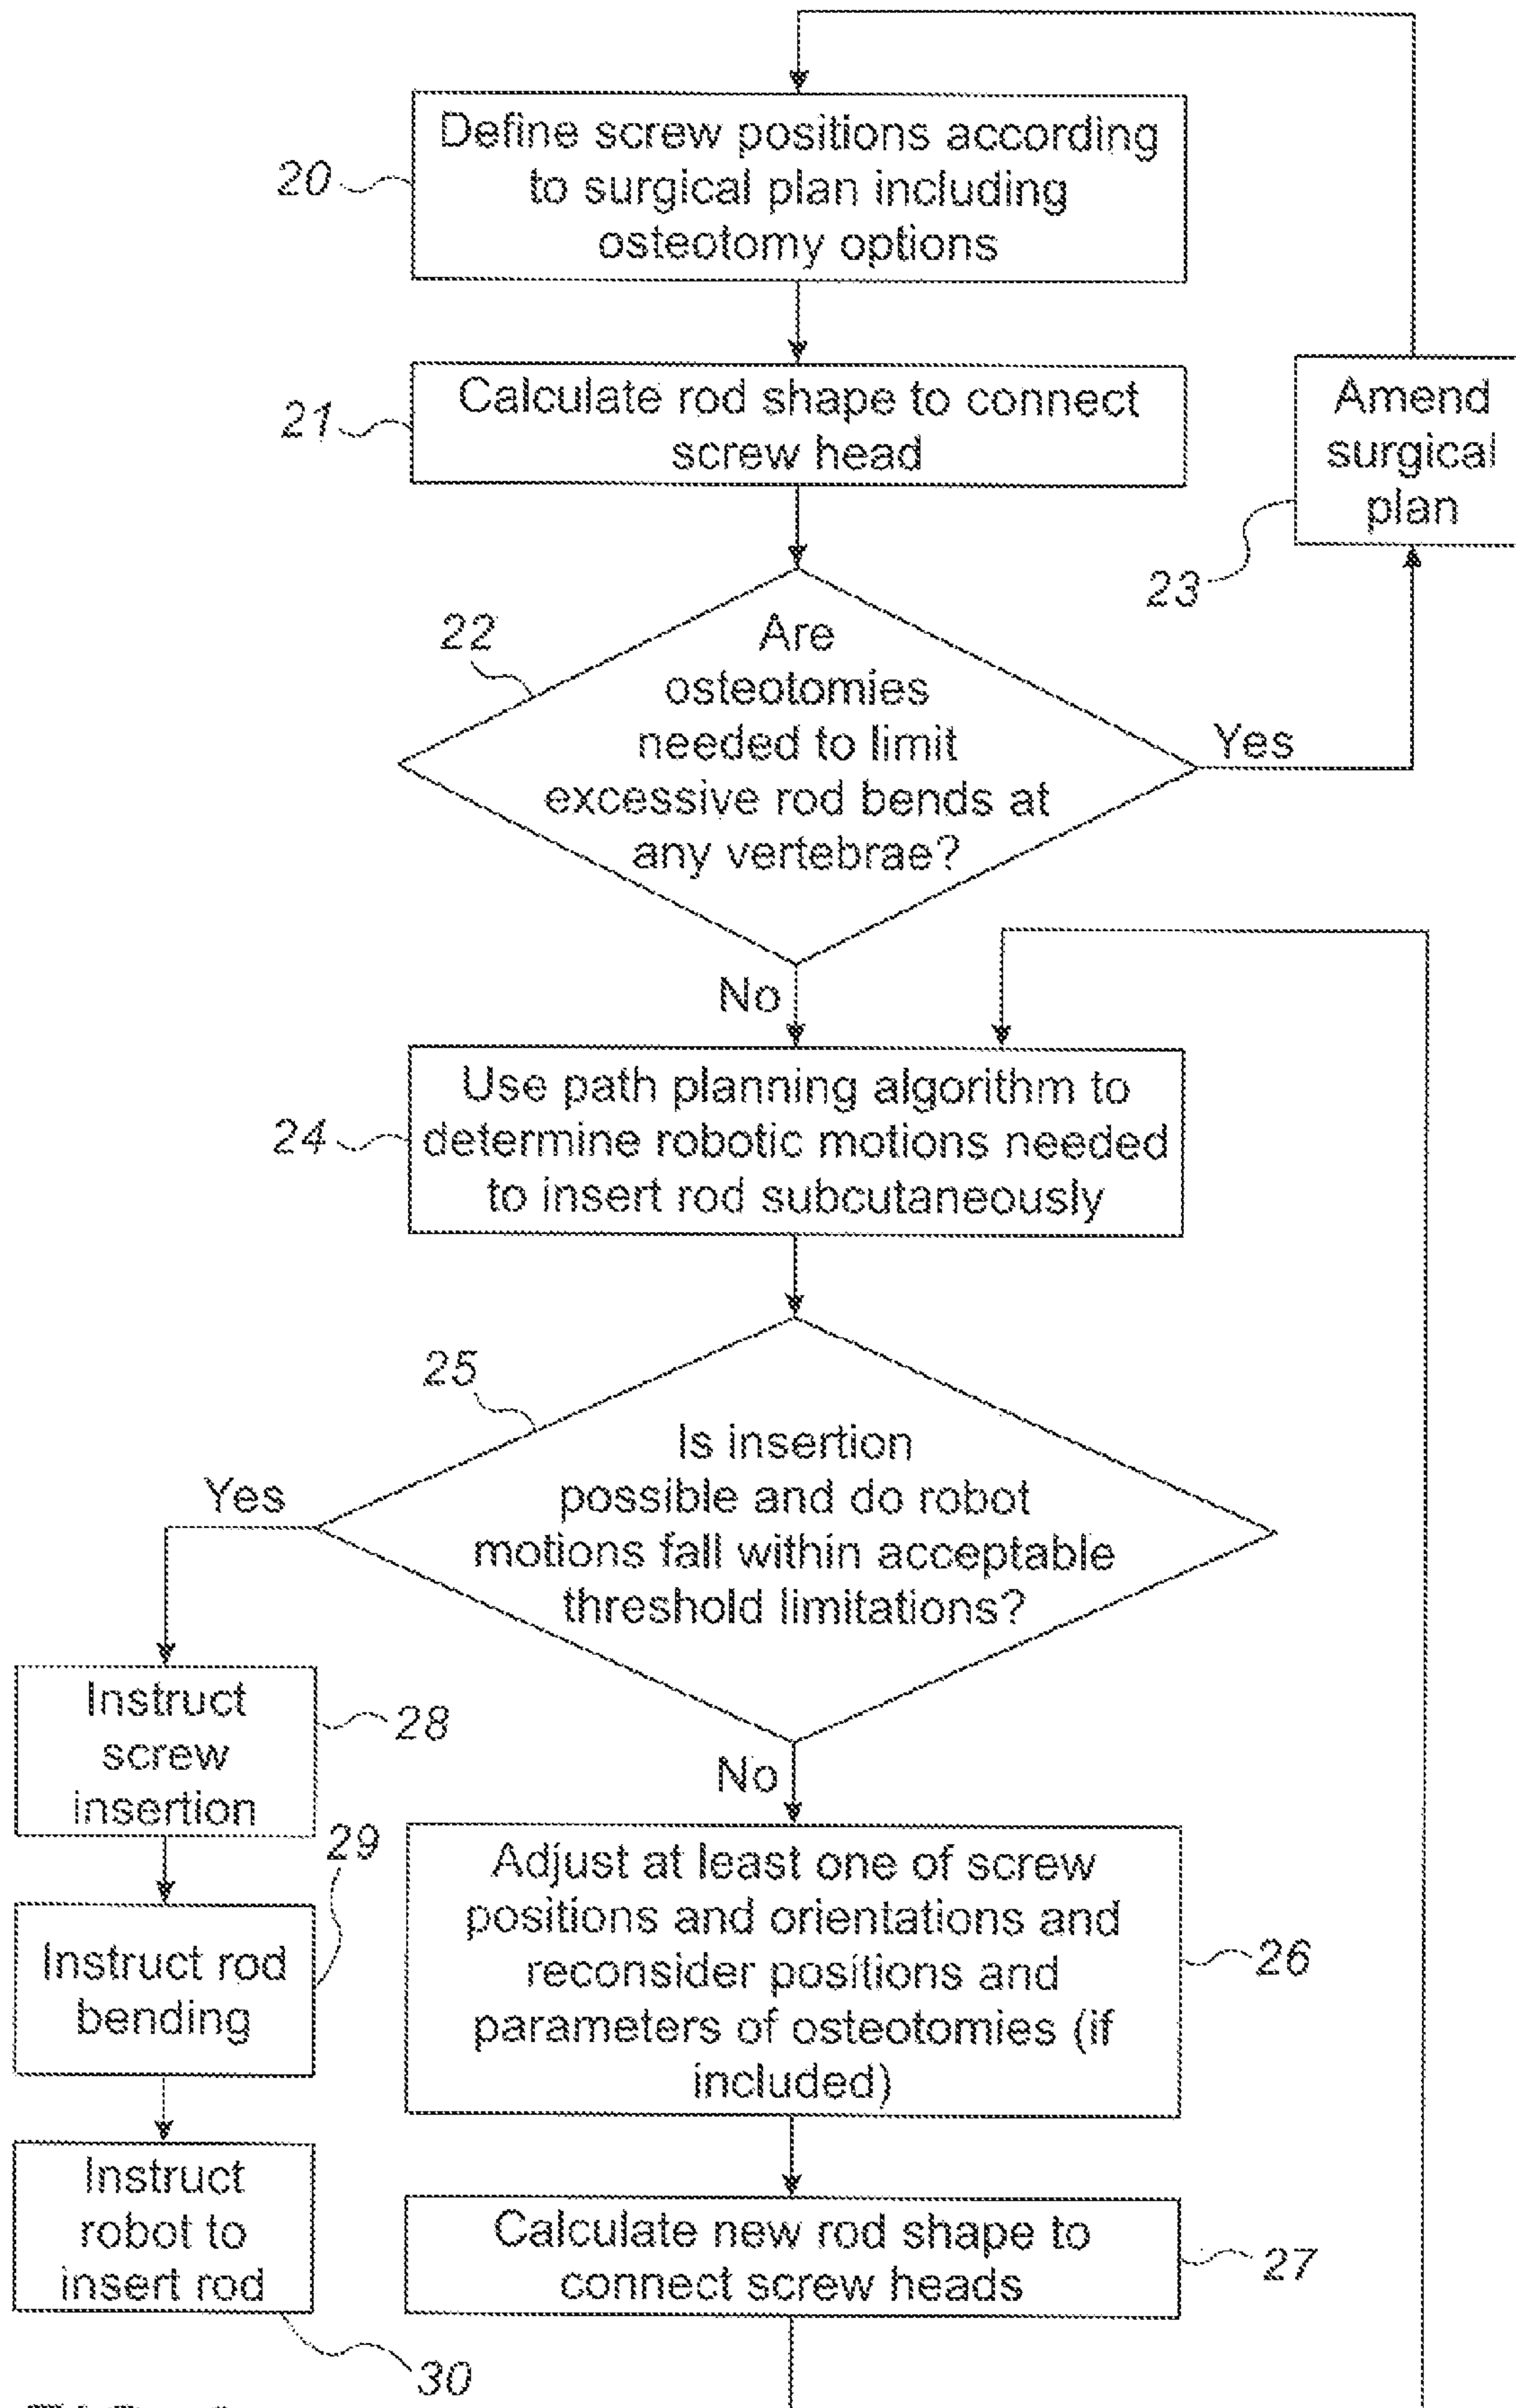 20
Define screw positions according
to surgical plan including
osteotomy options
21
Calculate rod shape to connect
screw head
Amend
surgical
plan
23
22
Are
osteotomies
needed to limit
excessive rod bends at
any vertebrae?
Yes
No
24
Use path planning algorithm to
determine robotic motions needed
to insert rod subcutaneously
25
Is insertion
possible and do robot
motions fall within acceptable
threshold limitations?
Yes
No
Instruct
screw
insertion
28
29
Instruct rod
bending
Instruct
robot to
insert rod
30
Adjust at least one of screw
positions and orientations and
reconsider positions and
parameters of osteotomies (if
included)
26
Calculate new rod shape to
connect screw heads
27